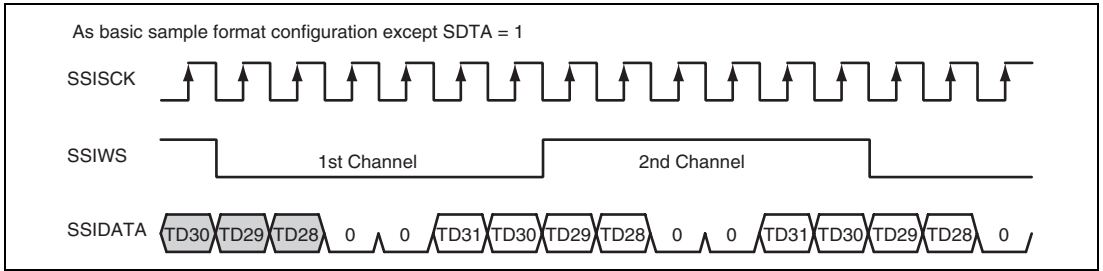 As basic sample format configuration except SDTA = 1
SSISCK
SSIWS 1st Channel 2nd Channel
SSIDATA TD30 TD29 TD28 0 0 TD31 TD30 TD29 TD28 0 0 TD31 TD30 TD29 TD28 0